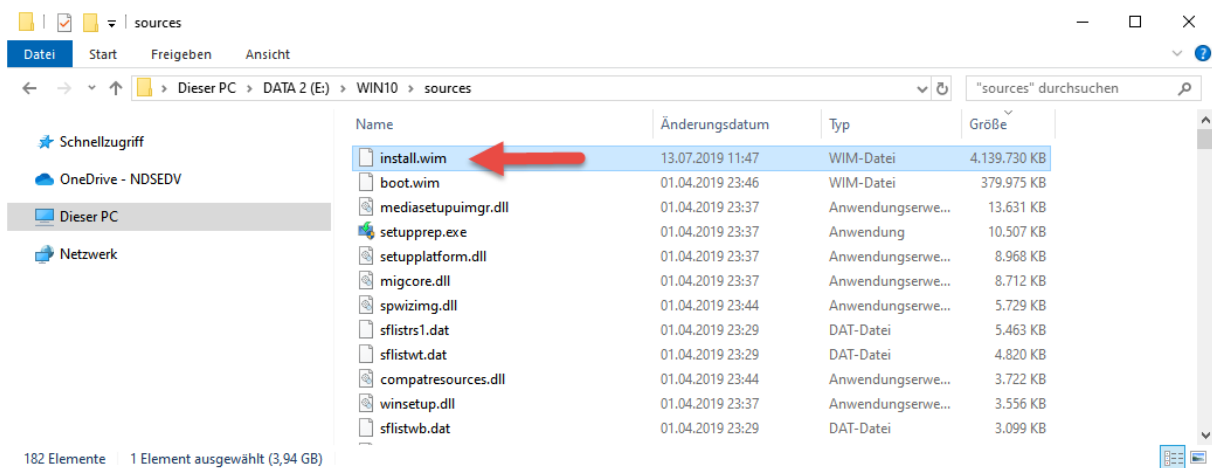 sources
Datei Start Freigeben Ansicht
Dieser PC > DATA 2 (E:) > WIN10 > sources "sources" durchsuchen
Schnellzugriff
OneDrive - NDSEDV
Dieser PC
Netzwerk
Name Änderungsdatum Typ Größe
install.wim 13.07.2019 11:47 WIM-Datei 4.139.730 KB
boot.wim 01.04.2019 23:46 WIM-Datei 379.975 KB
mediasetupuimgr.dll 01.04.2019 23:37 Anwendungserwe... 13.631 KB
setupprep.exe 01.04.2019 23:37 Anwendung 10.507 KB
setupplatform.dll 01.04.2019 23:37 Anwendungserwe... 8.968 KB
migcore.dll 01.04.2019 23:37 Anwendungserwe... 8.712 KB
spwizimg.dll 01.04.2019 23:44 Anwendungserwe... 5.729 KB
sflistrs1.dat 01.04.2019 23:29 DAT-Datei 5.463 KB
sflistwt.dat 01.04.2019 23:29 DAT-Datei 4.820 KB
compatresources.dll 01.04.2019 23:44 Anwendungserwe... 3.722 KB
winsetup.dll 01.04.2019 23:37 Anwendungserwe... 3.556 KB
sflistwb.dat 01.04.2019 23:29 DAT-Datei 3.099 KB
182 Elemente 1 Element ausgewählt (3,94 GB)